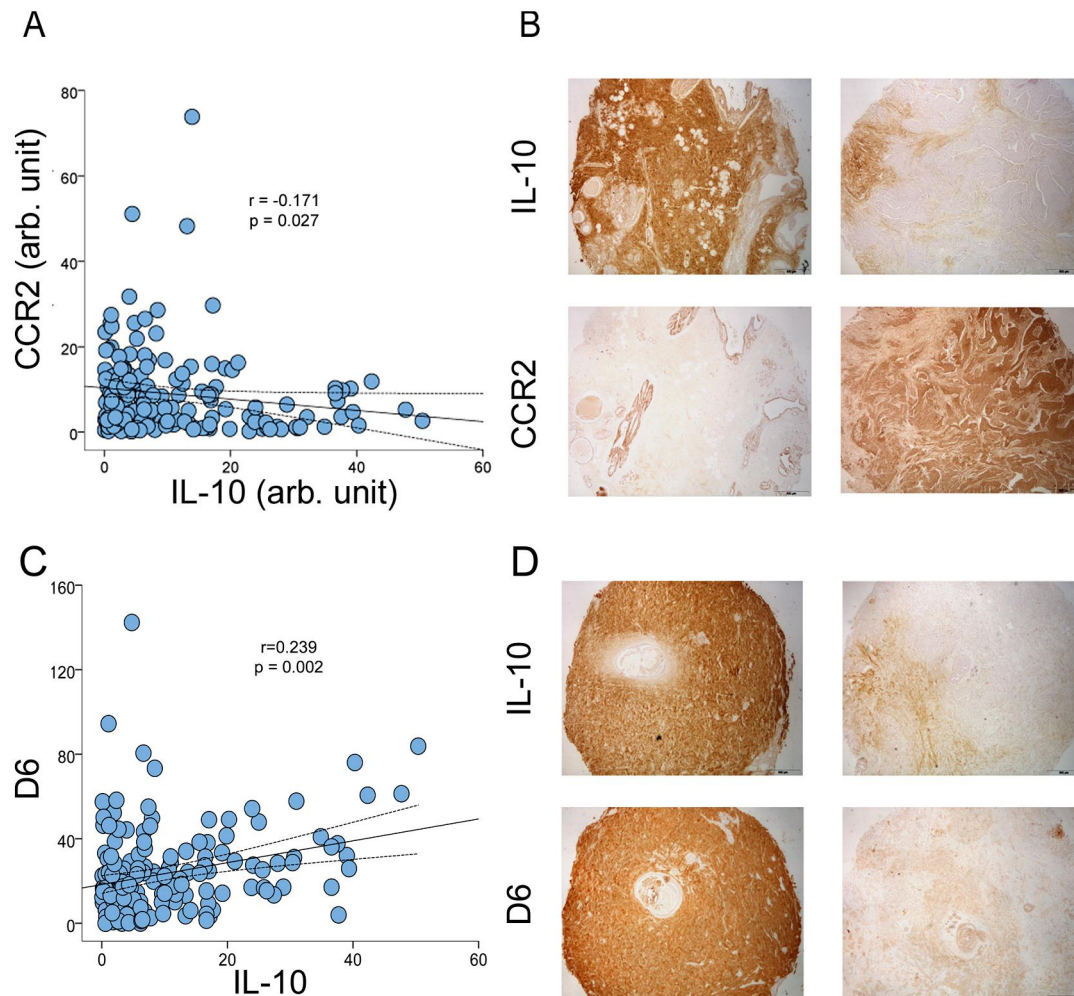 A
B
80
60
40
20
0
CCR2 (arb. unit)
r = -0.171
p = 0.027
0 20 40 60
IL-10 (arb. unit)
IL-10
CCR2
C
D
160
120
80
40
0
D6
r=0.239
p = 0.002
0 20 40 60
IL-10
IL-10
D6